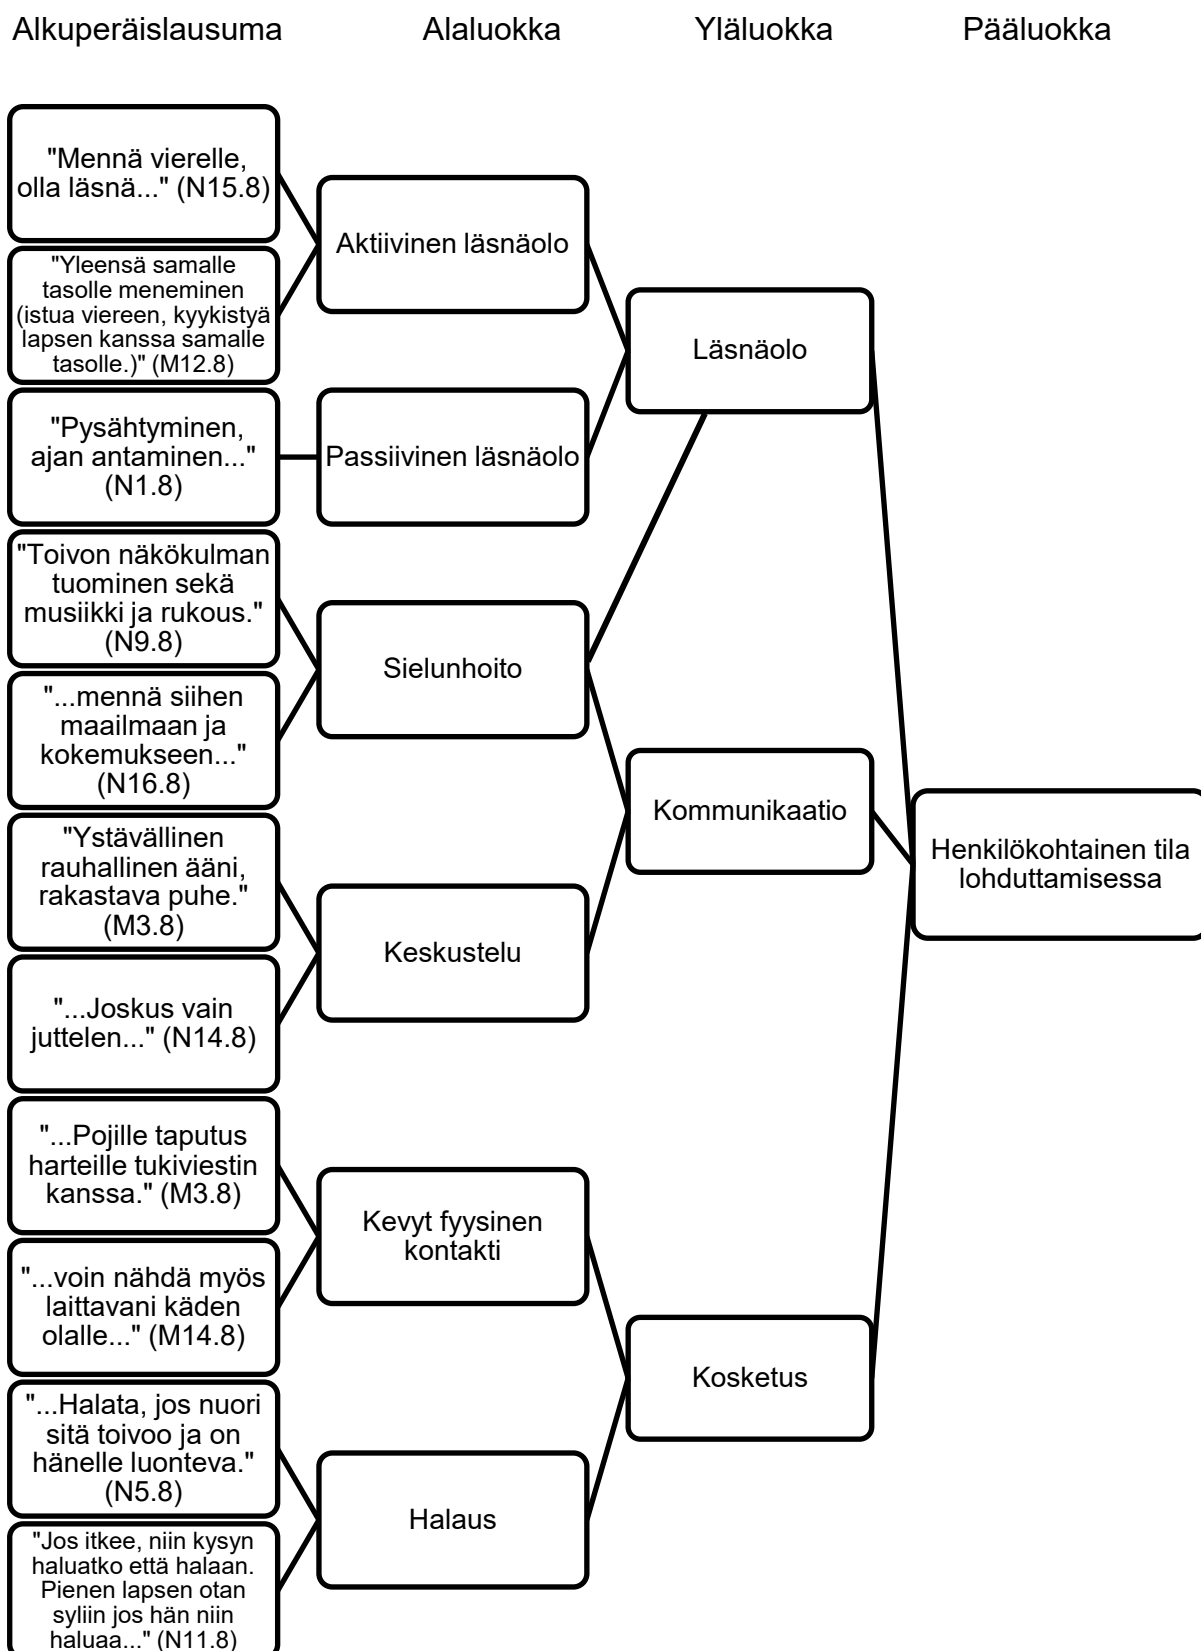 Alkuperäislausuma
Alaluokka
Yläluokka
Pääluokka
"Mennä vierelle,
olla läsnä..." (N15.8)
"Yleensä samalle
tasolle meneminen
(istua viereen, kyykistyä
lapsen kanssa samalle
tasolle.)" (M12.8)
"Pysähtyminen,
ajan antaminen..."
(N1.8)
"Toivon näkökulman
tuominen sekä
musiikki ja rukous."
(N9.8)
"...mennä siihen
maailmaan ja
kokemukseen..."
(N16.8)
"Ystävällinen
rauhallinen ääni,
rakastava puhe."
(M3.8)
"...Joskus vain
juttelen..." (N14.8)
"...Pojille taputus
harteille tukiviestin
kanssa." (M3.8)
"...voin nähdä myös
laittavani käden
olalle..." (M14.8)
"...Halata, jos nuori
sitä toivoo ja on
hänelle luonteva."
(N5.8)
"Jos itkee, niin kysyn
haluatko että halaan.
Pienen lapsen otan
syliin jos hän niin
haluaa..." (N11.8)
Aktiivinen läsnäolo
Passiivinen läsnäolo
Sielunhoito
Keskustelu
Kevyt fyysinen
kontakti
Halaus
Läsnäolo
Kommunikaatio
Kosketus
Henkilökohtainen tila
lohduttamisessa